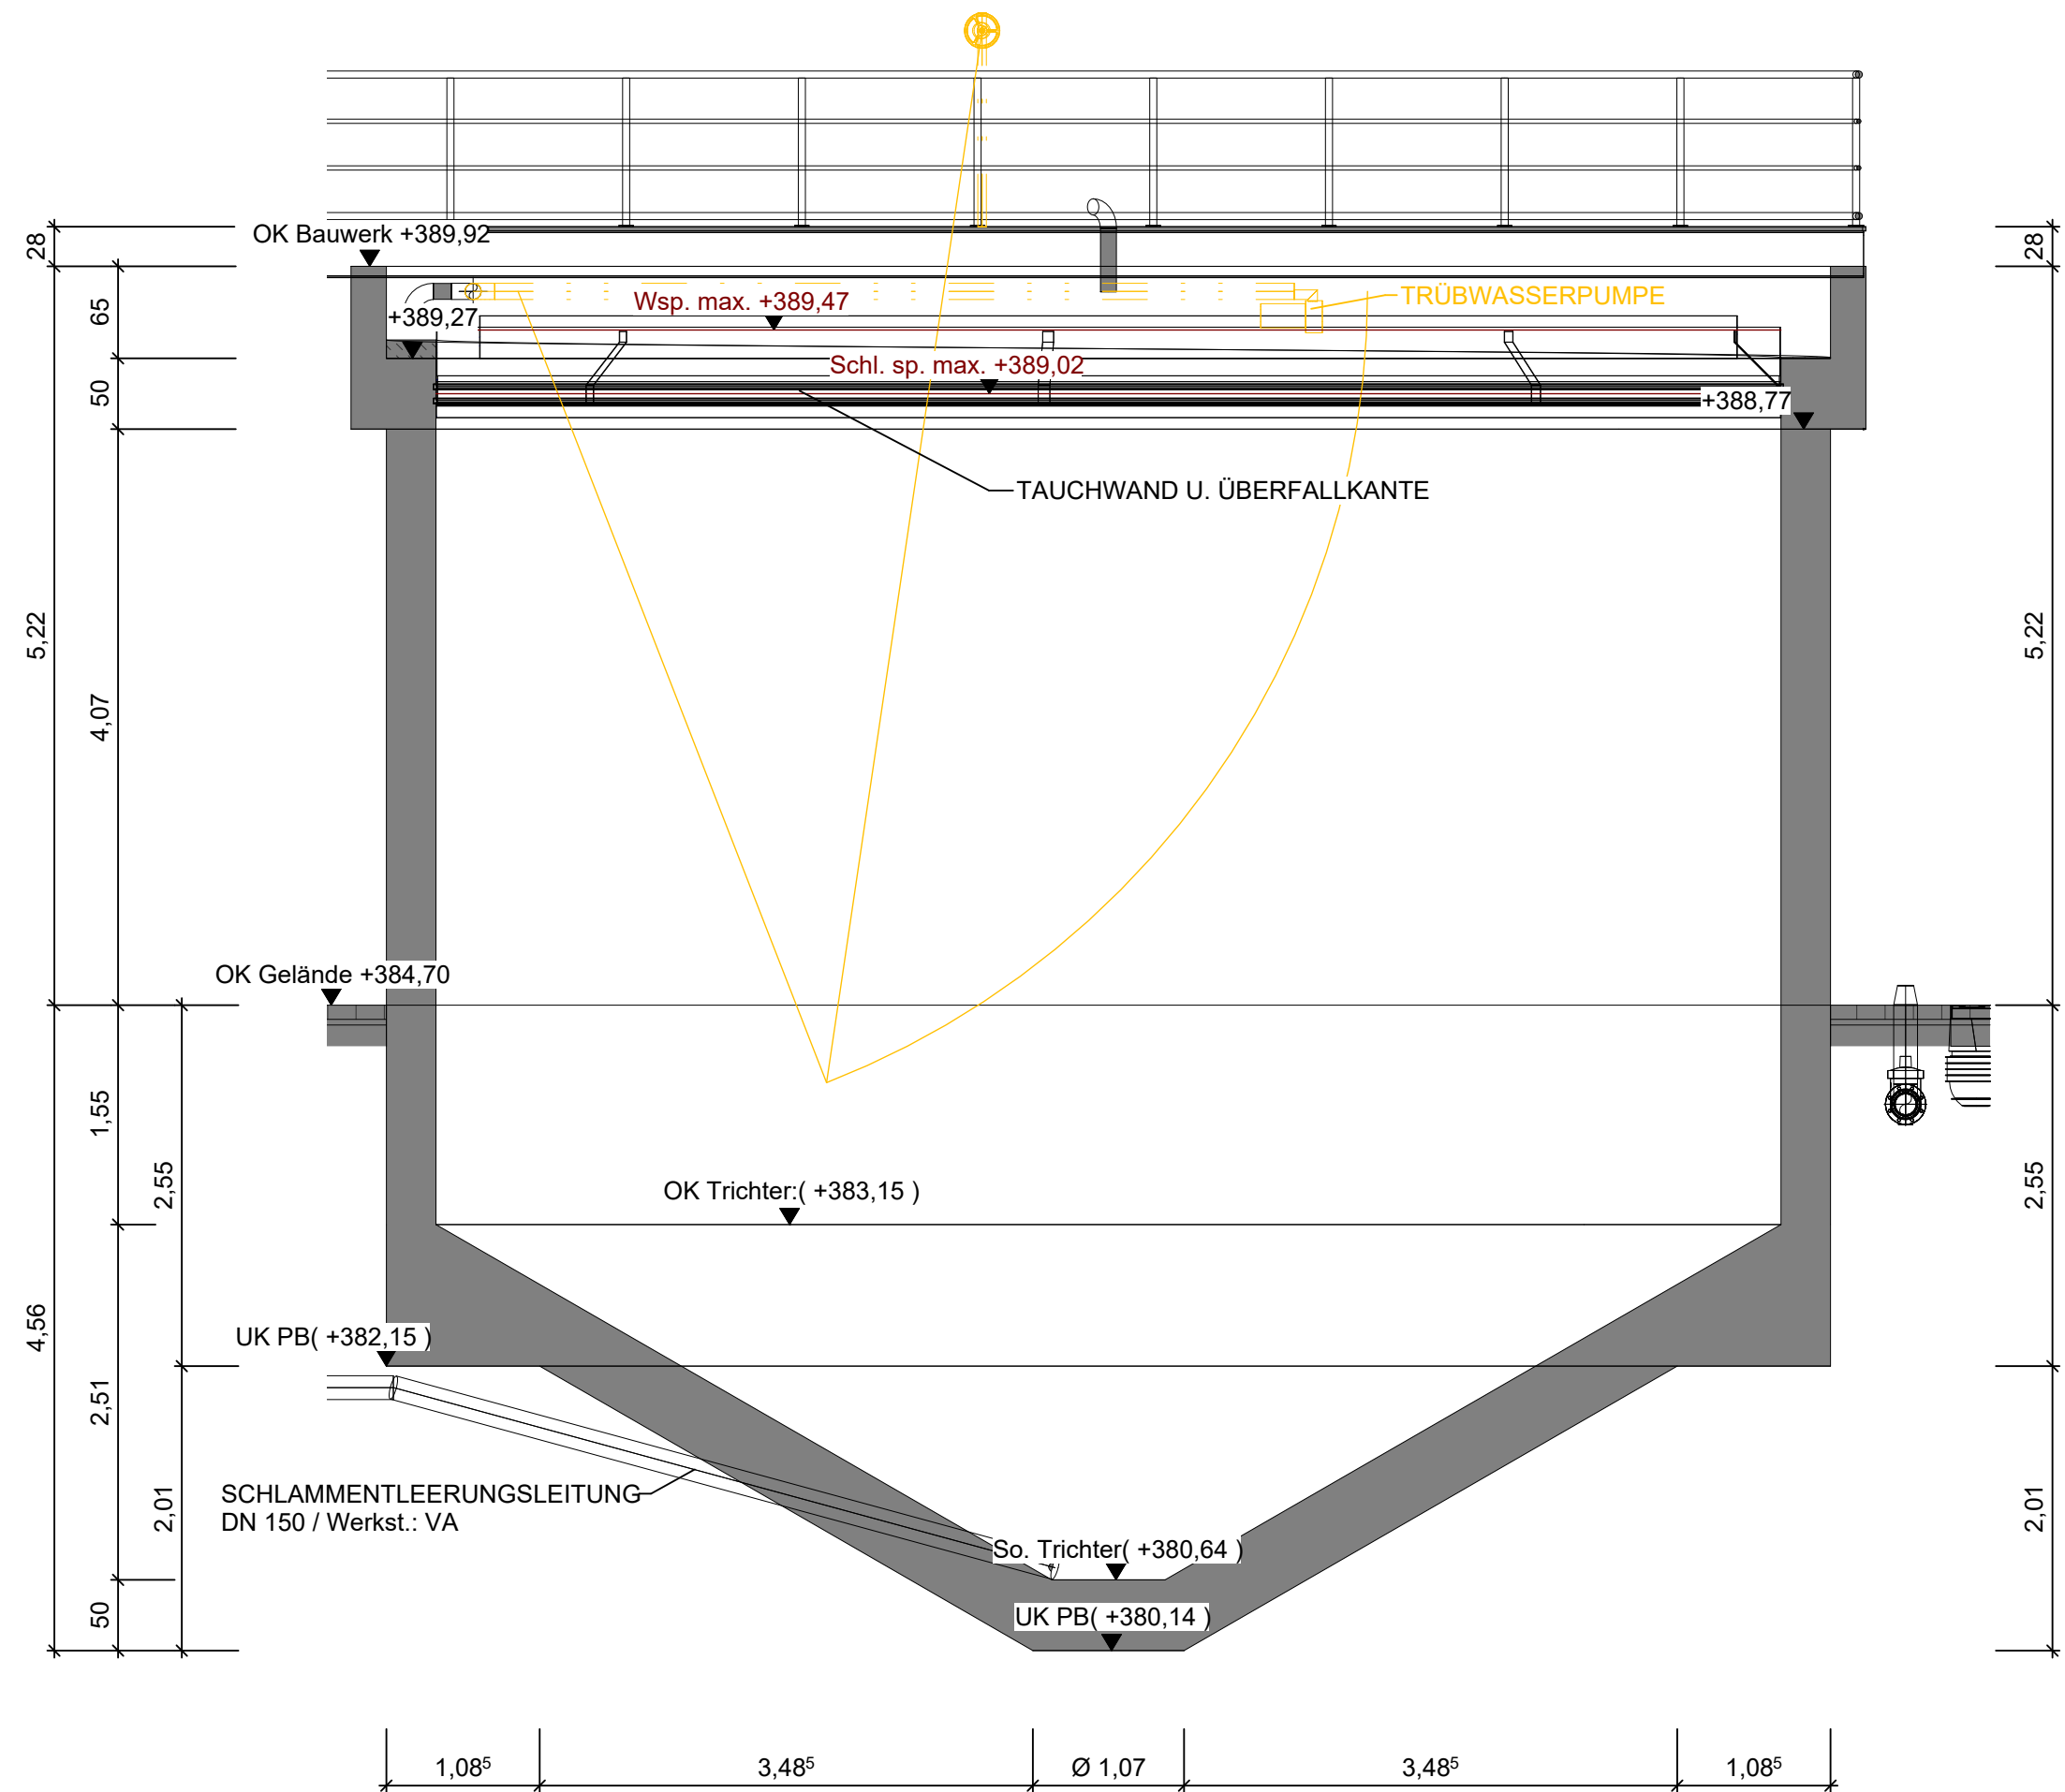 28
OK Bauwerk +389,92
28
65
+389,27
Wsp. max. +389,47
TRÜBWASSERPUMPE
50
Schl. sp. max. +389,02
+388,77
TAUCHWAND U. ÜBERFALLKANTE
5,22
4,07
5,22
OK Gelände +384,70
1,55
2,55
OK Trichter:( +383,15 )
2,55
4,56
UK PB( +382,15 )
2,51
2,01
SCHLAMMENTLEERUNGSLEITUNG
DN 150 / Werkst.: VA
2,01
So. Trichter( +380,64 )
50
UK PB( +380,14 )
1,08⁵
3,48⁵
Ø 1,07
3,48⁵
1,08⁵